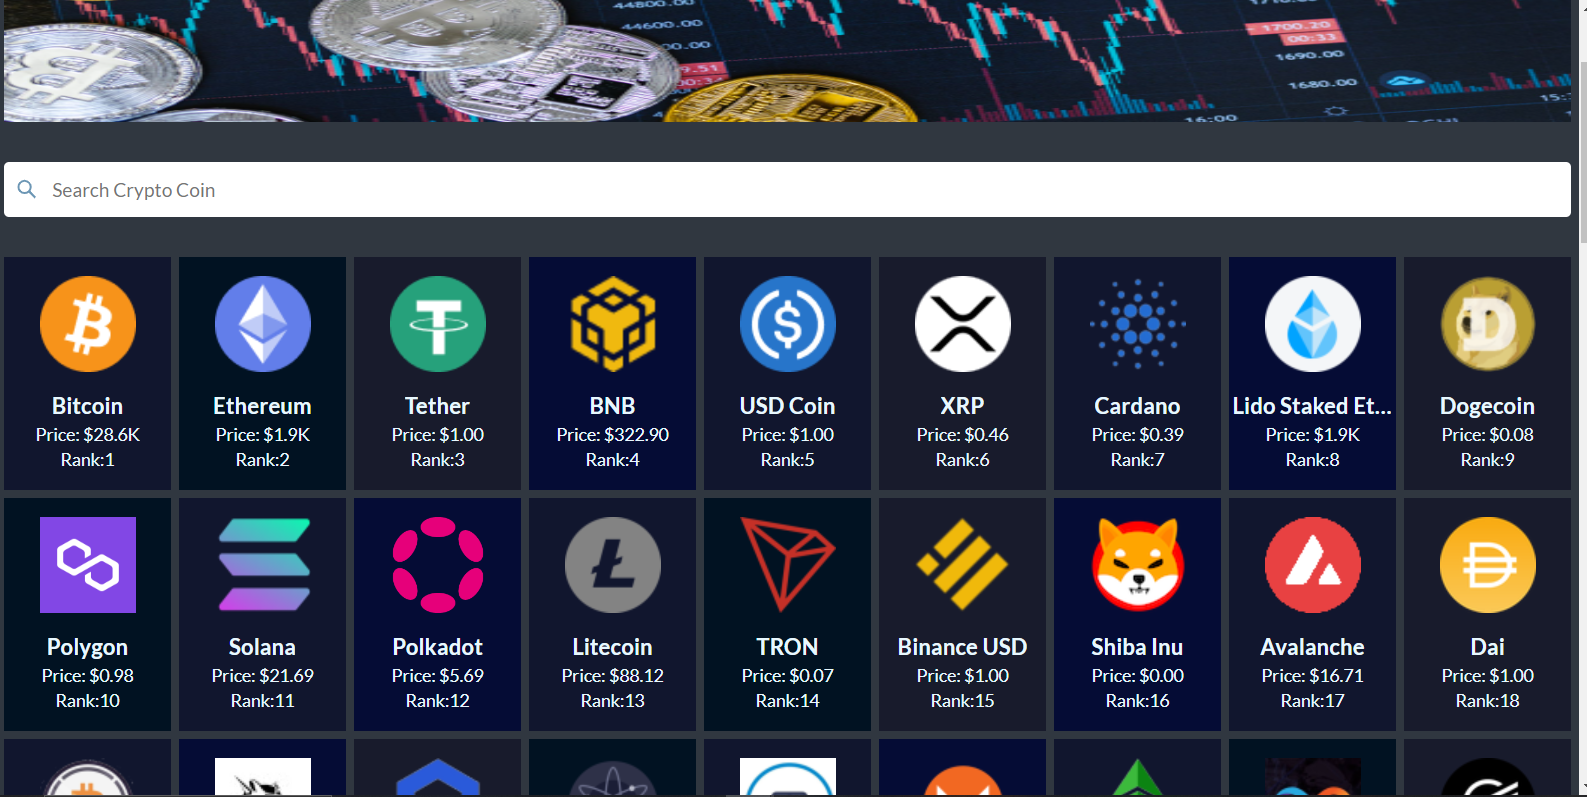 44800.00
44600.00
1700.20
00:33
1690.00
1680.00
16:00
Search Crypto Coin
Bitcoin
Price: $28.6K
Rank:1
Ethereum
Price: $1.9K
Rank:2
Tether
Price: $1.00
Rank:3
BNB
Price: $322.90
Rank:4
USD Coin
Price: $1.00
Rank:5
XRP
Price: $0.46
Rank:6
Cardano
Price: $0.39
Rank:7
Lido Staked Et...
Price: $1.9K
Rank:8
Dogecoin
Price: $0.08
Rank:9
Polygon
Price: $0.98
Rank:10
Solana
Price: $21.69
Rank:11
Polkadot
Price: $5.69
Rank:12
Litecoin
Price: $88.12
Rank:13
TRON
Price: $0.07
Rank:14
Binance USD
Price: $1.00
Rank:15
Shiba Inu
Price: $0.00
Rank:16
Avalanche
Price: $16.71
Rank:17
Dai
Price: $1.00
Rank:18